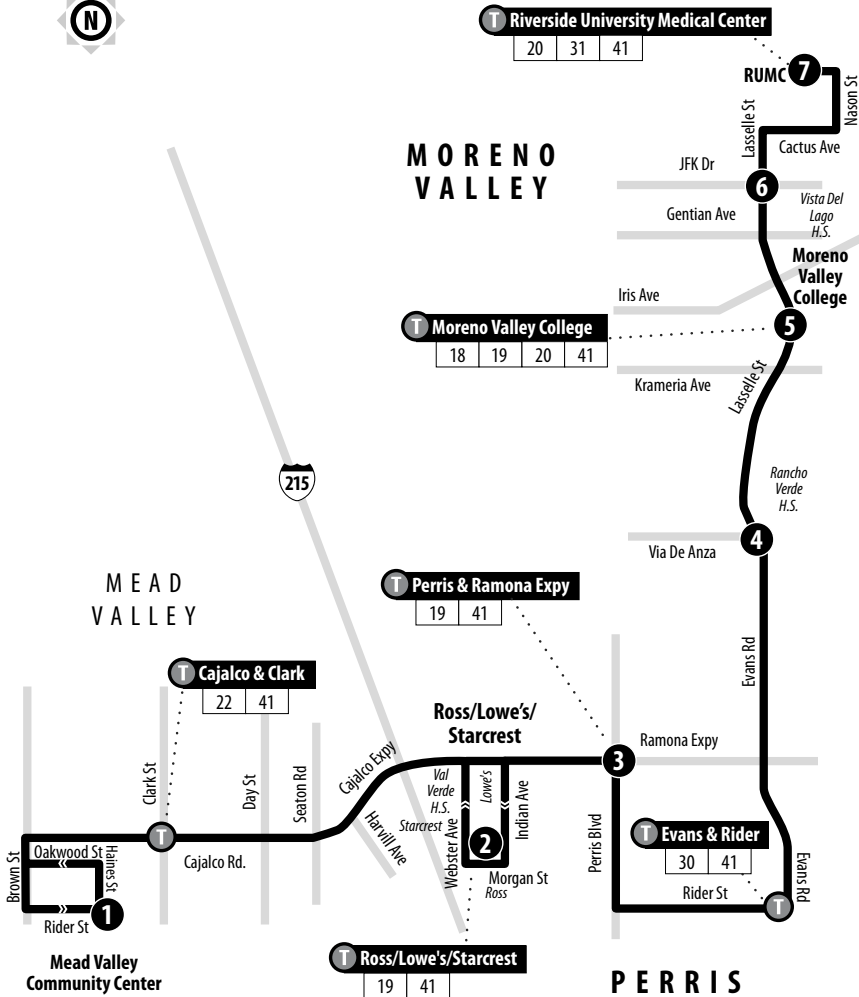 N
T Riverside University Medical Center
20 31 41
RUMC 7
Nason St
Lasselle St
Cactus Ave
MORENO
VALLEY
JFK Dr
6
Gentian Ave
Vista Del
Lago
H.S.
Moreno
Valley
College
Iris Ave
T Moreno Valley College
18 19 20 41
5
Krameria Ave
Lasselle St
215
Rancho
Verde
H.S.
4
Via De Anza
MEAD
VALLEY
T Perris & Ramona Expy
19 41
Evans Rd
T Cajalco & Clark
22 41
Ross/Lowe's/
Starcrest
Ramona Expy
3
Clark St
Day St
Seaton Rd
Cajalco Expy
Harvill Ave
Val
Verde
H.S.
Starcrest
Lowe's
Webster Ave
Indian Ave
2
Morgan St
Ross
Perris Blvd
T Evans & Rider
30 41
Evans Rd
Rider St
T
T
Cajalco Rd.
Brown St
Oakwood St
Haines St
1
Rider St
Mead Valley
Community Center
T Ross/Lowe's/Starcrest
19 41
PERRIS